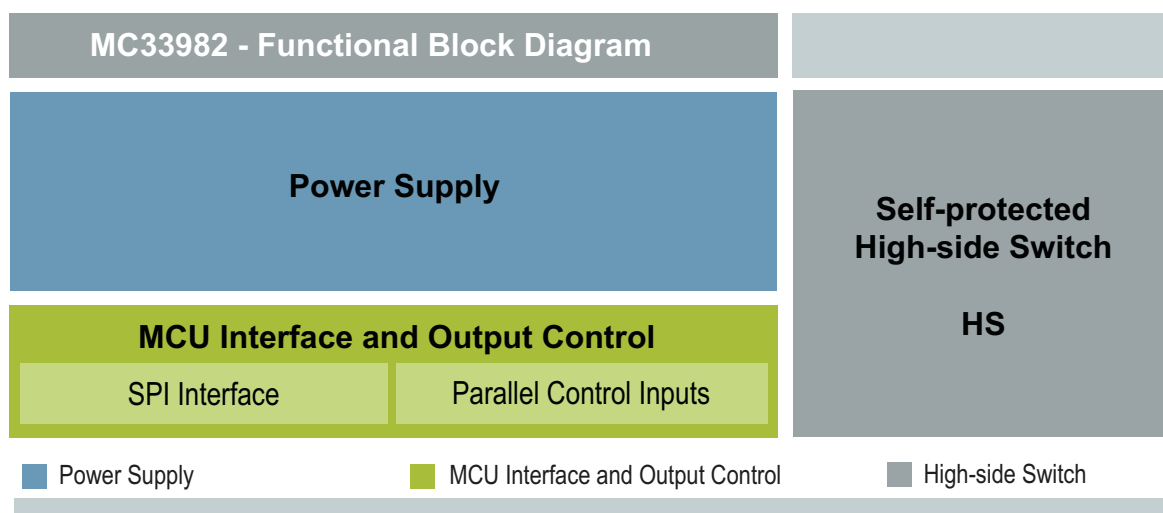 MC33982 - Functional Block Diagram
Power Supply
Self-protected
High-side Switch
HS
MCU Interface and Output Control
SPI Interface
Parallel Control Inputs
Power Supply
MCU Interface and Output Control
High-side Switch